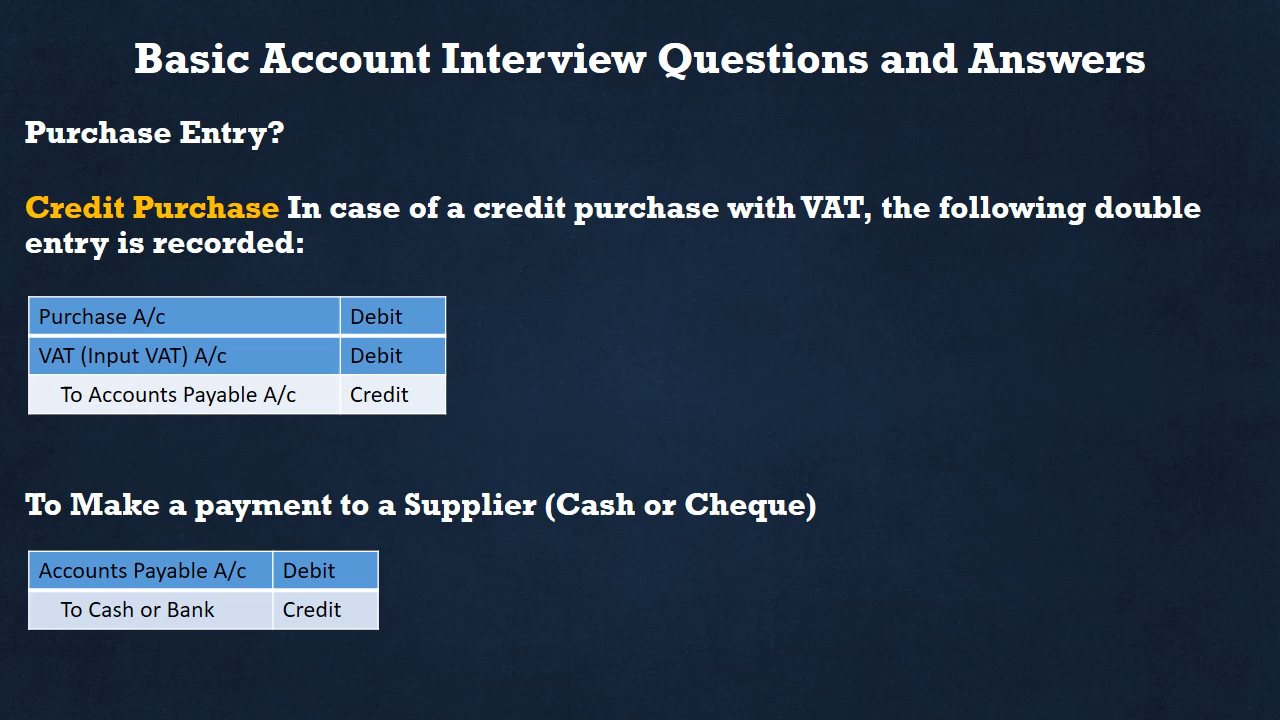 Basic Account Interview Questions and Answers
Purchase Entry?
Credit Purchase In case of a credit purchase with VAT, the following double
entry is recorded:
Purchase A/c Debit
VAT (Input VAT) A/c Debit
To Accounts Payable A/c Credit
To Make a payment to a Supplier (Cash or Cheque)
Accounts Payable A/c Debit
To Cash or Bank Credit